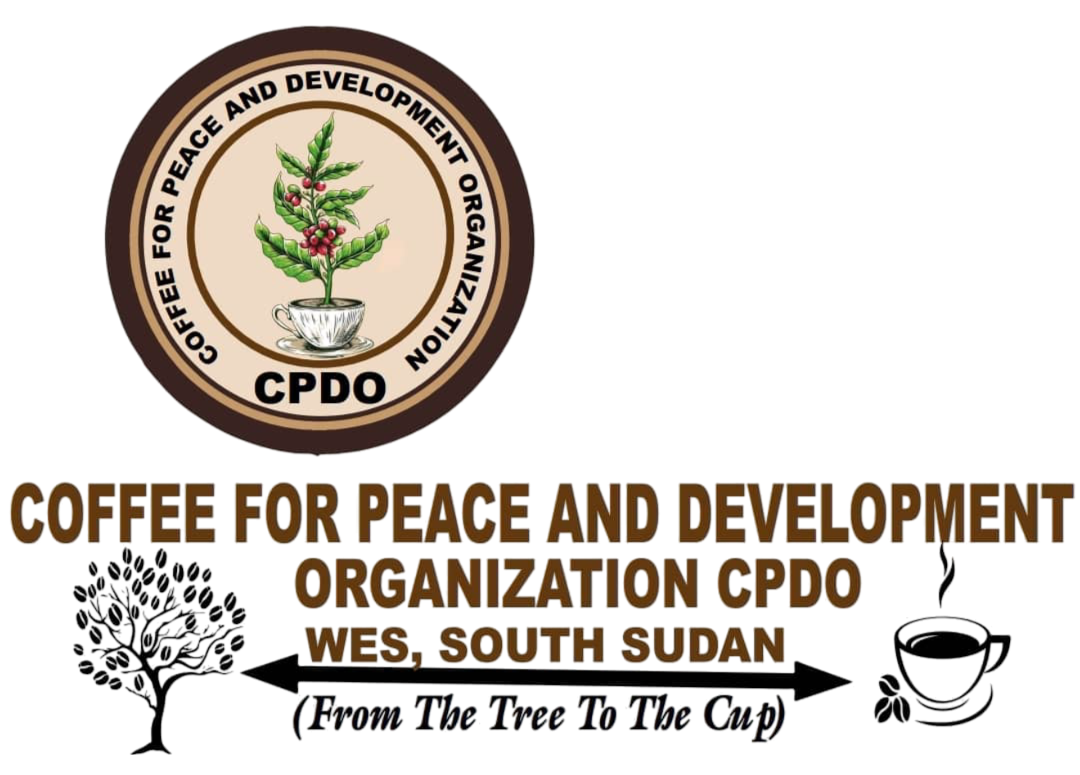 COFFEE FOR PEACE AND DEVELOPMENT ORGANIZATION
CPDO
COFFEE FOR PEACE AND DEVELOPMENT
ORGANIZATION CPDO
WES, SOUTH SUDAN
(From The Tree To The Cup)